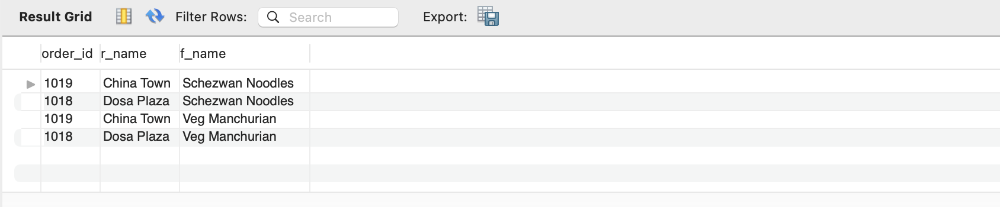 Result Grid Filter Rows: Search Export:
order_id r_name f_name
1019 China Town Schezwan Noodles
1018 Dosa Plaza Schezwan Noodles
1019 China Town Veg Manchurian
1018 Dosa Plaza Veg Manchurian